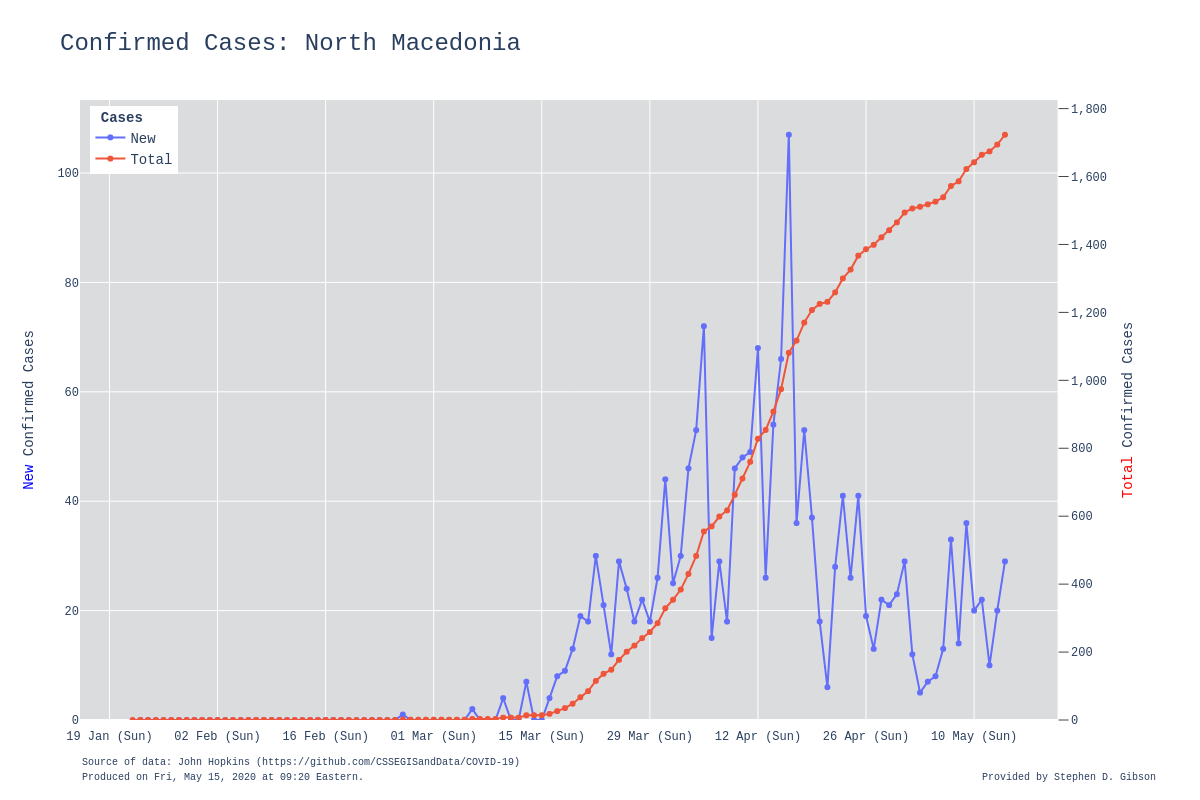 Confirmed Cases: North Macedonia
Cases
New
Total
100
80
60
40
20
0
New Confirmed Cases
1,800
1,600
1,400
1,200
1,000
800
600
400
200
0
Total Confirmed Cases
19 Jan (Sun) 02 Feb (Sun) 16 Feb (Sun) 01 Mar (Sun) 15 Mar (Sun) 29 Mar (Sun) 12 Apr (Sun) 26 Apr (Sun) 10 May (Sun)
Source of data: John Hopkins (https://github.com/CSSEGISandData/COVID-19)
Produced on Fri, May 15, 2020 at 09:20 Eastern.
Provided by Stephen D. Gibson